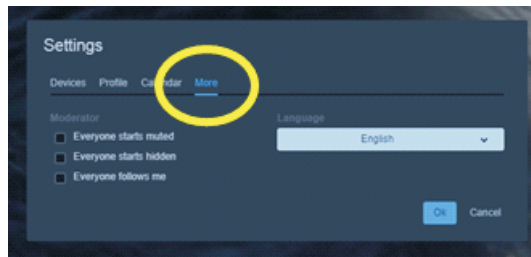 Settings
Devices Profile Calendar More
Moderator Language
Everyone starts muted English
Everyone starts hidden
Everyone follows me
Ok Cancel